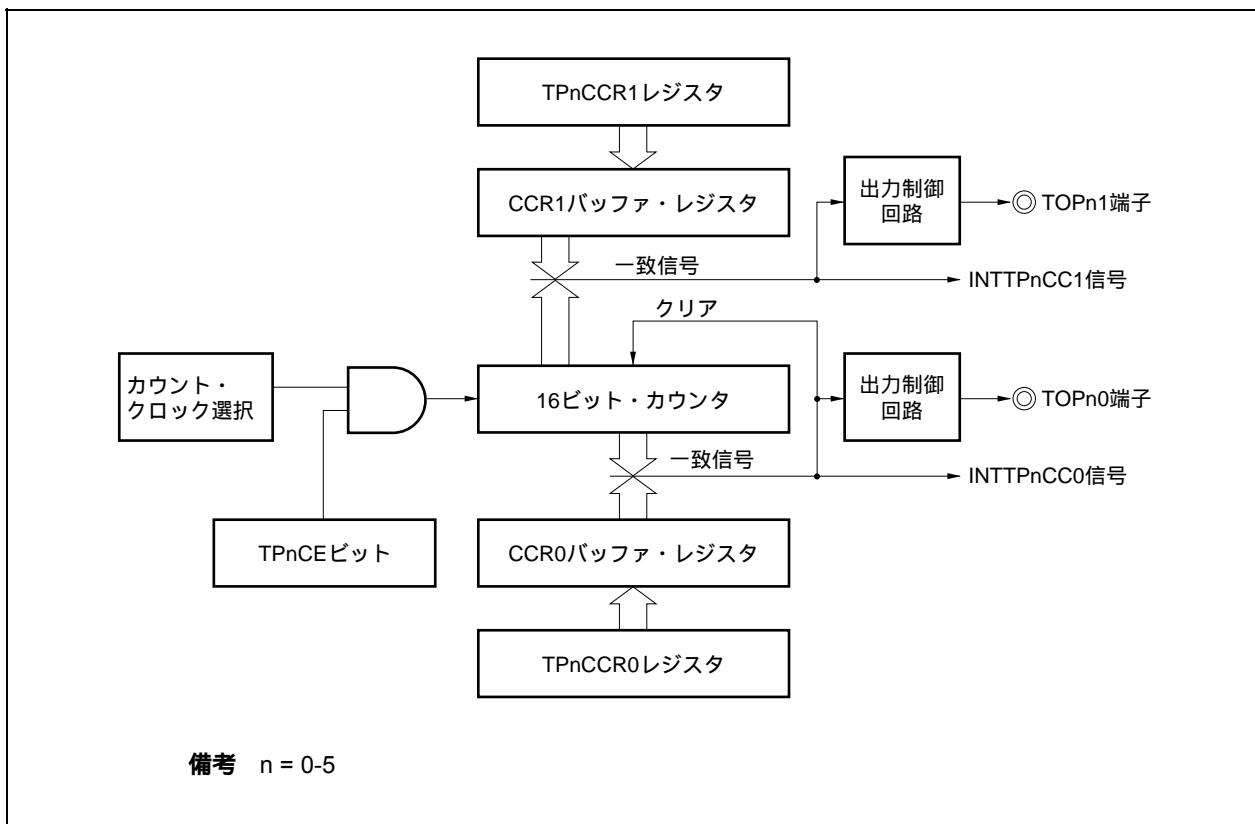 TPnCCR1レジスタ
CCR1バッファ・レジスタ
出力制御
回路
TOPn1端子
一致信号
INTTPnCC1信号
クリア
カウント・
クロック選択
16ビット・カウンタ
出力制御
回路
TOPn0端子
一致信号
INTTPnCC0信号
TPnCEビット
CCR0バッファ・レジスタ
TPnCCR0レジスタ
備考 n = 0-5